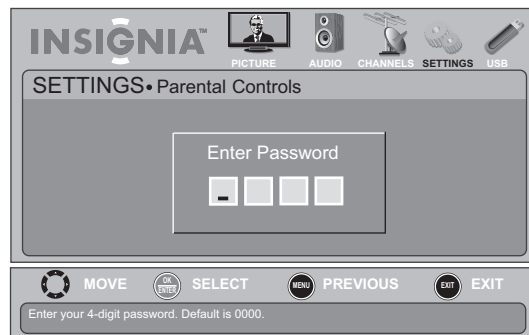 INSIGNIA™
PICTURE AUDIO CHANNELS SETTINGS USB
SETTINGS• Parental Controls
Enter Password
MOVE OK ENTER SELECT MENU PREVIOUS EXIT EXIT
Enter your 4-digit password. Default is 0000.